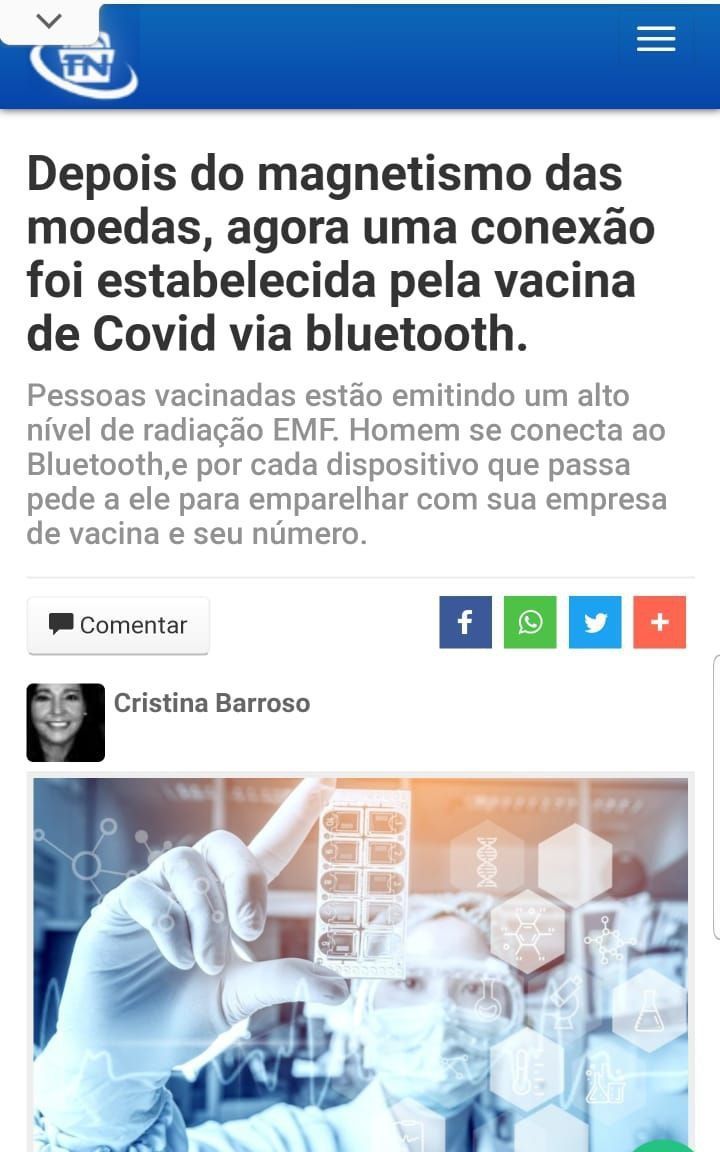 TN
Depois do magnetismo das
moedas, agora uma conexão
foi estabelecida pela vacina
de Covid via bluetooth.
Pessoas vacinadas estão emitindo um alto
nível de radiação EMF. Homem se conecta ao
Bluetooth,e por cada dispositivo que passa
pede a ele para emparelhar com sua empresa
de vacina e seu número.
Comentar
Cristina Barroso